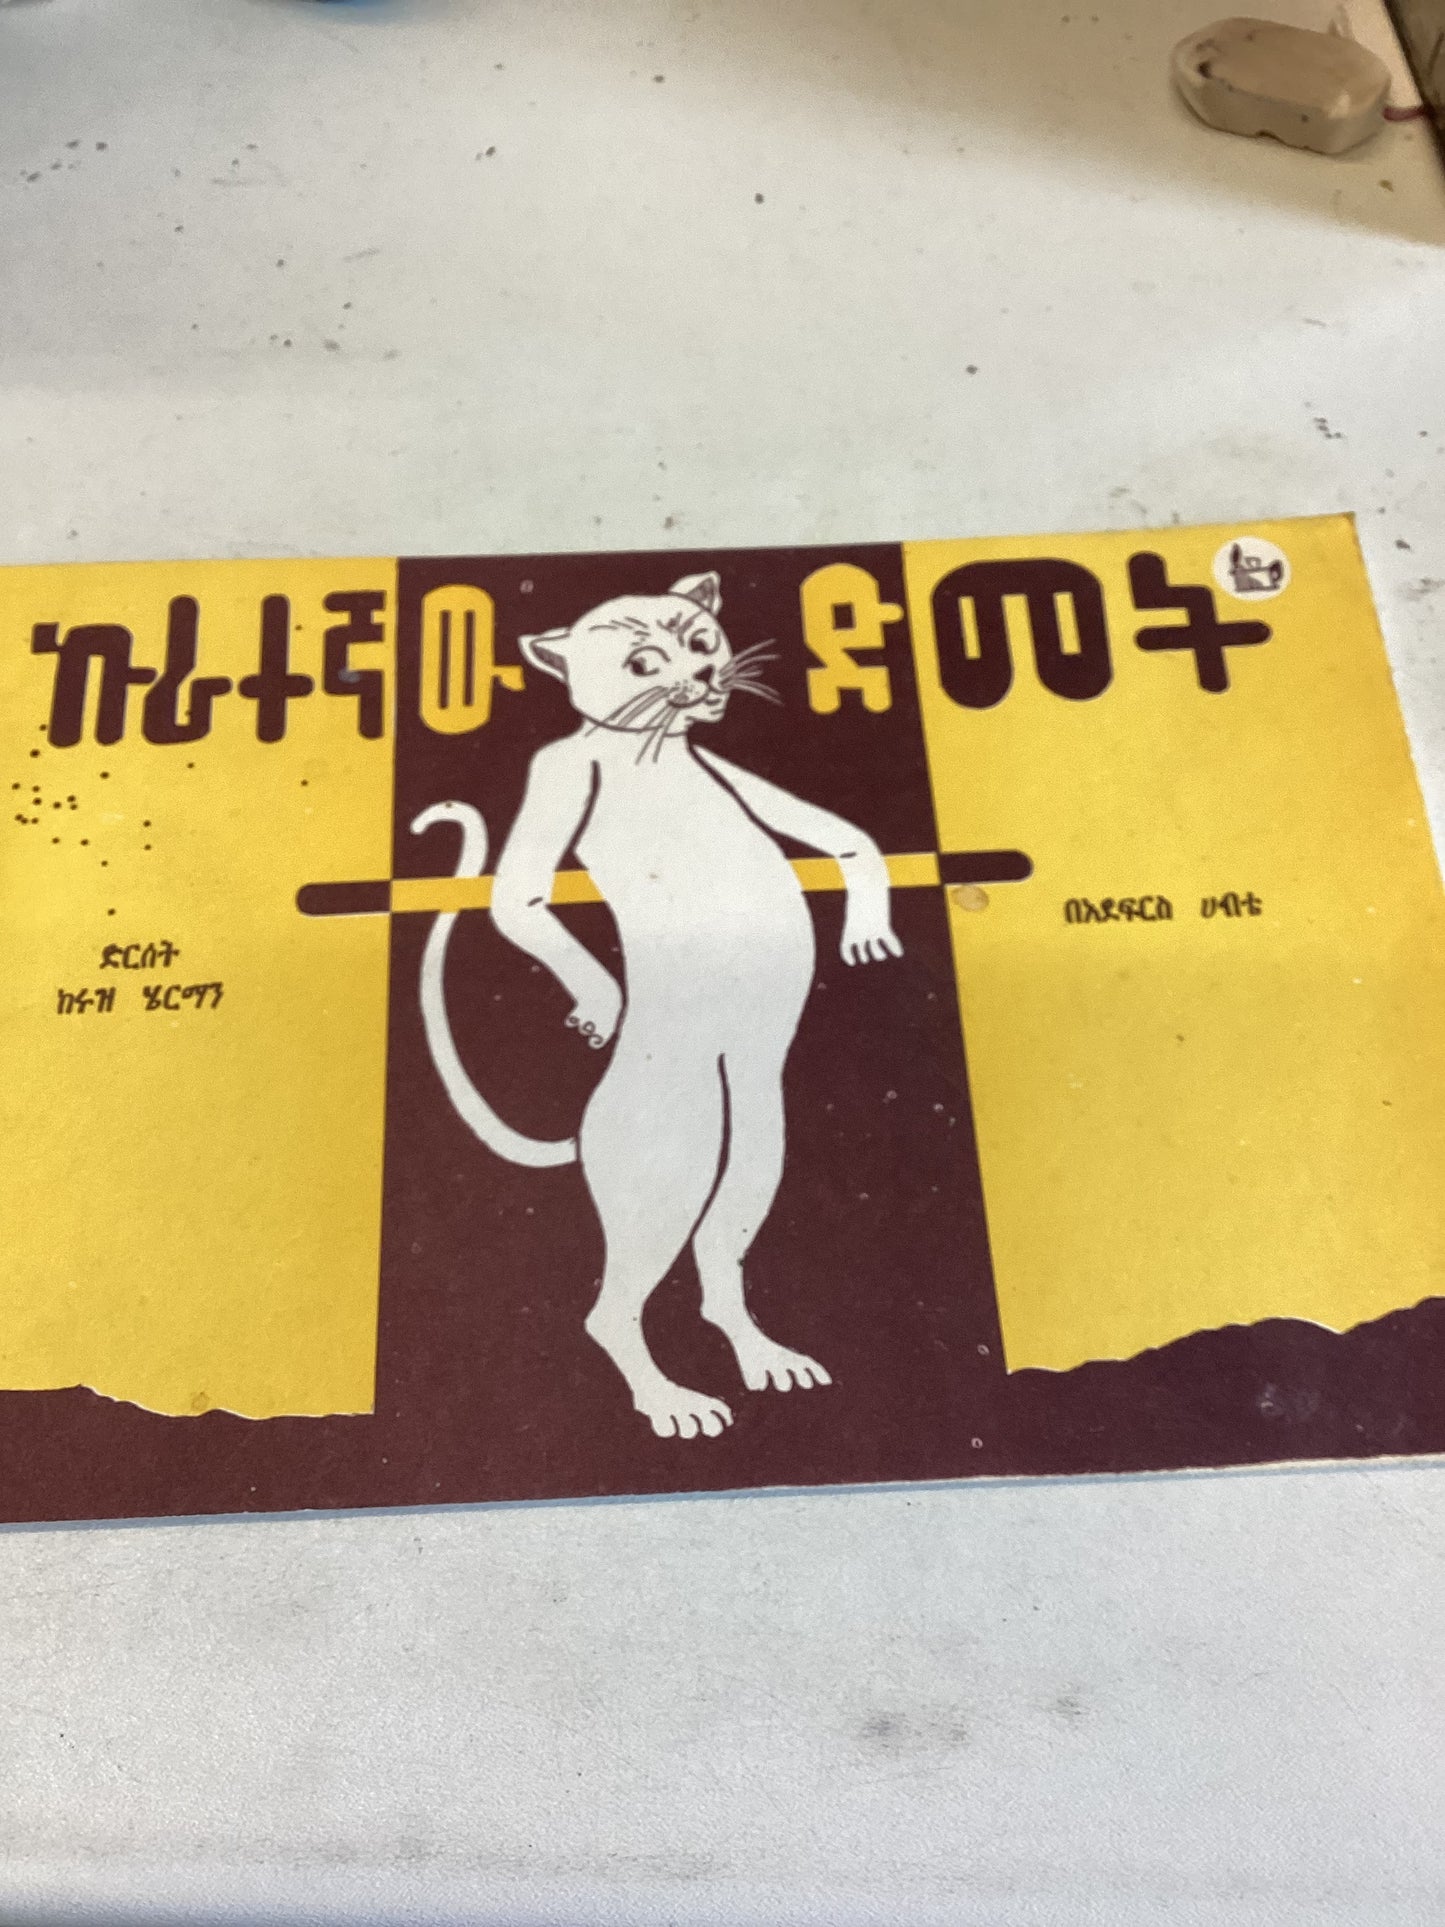 ኩራተኛው ድመት
ድርሰት
ከሩዝ ሄርማን
በአደፍርስ ሀብቴ